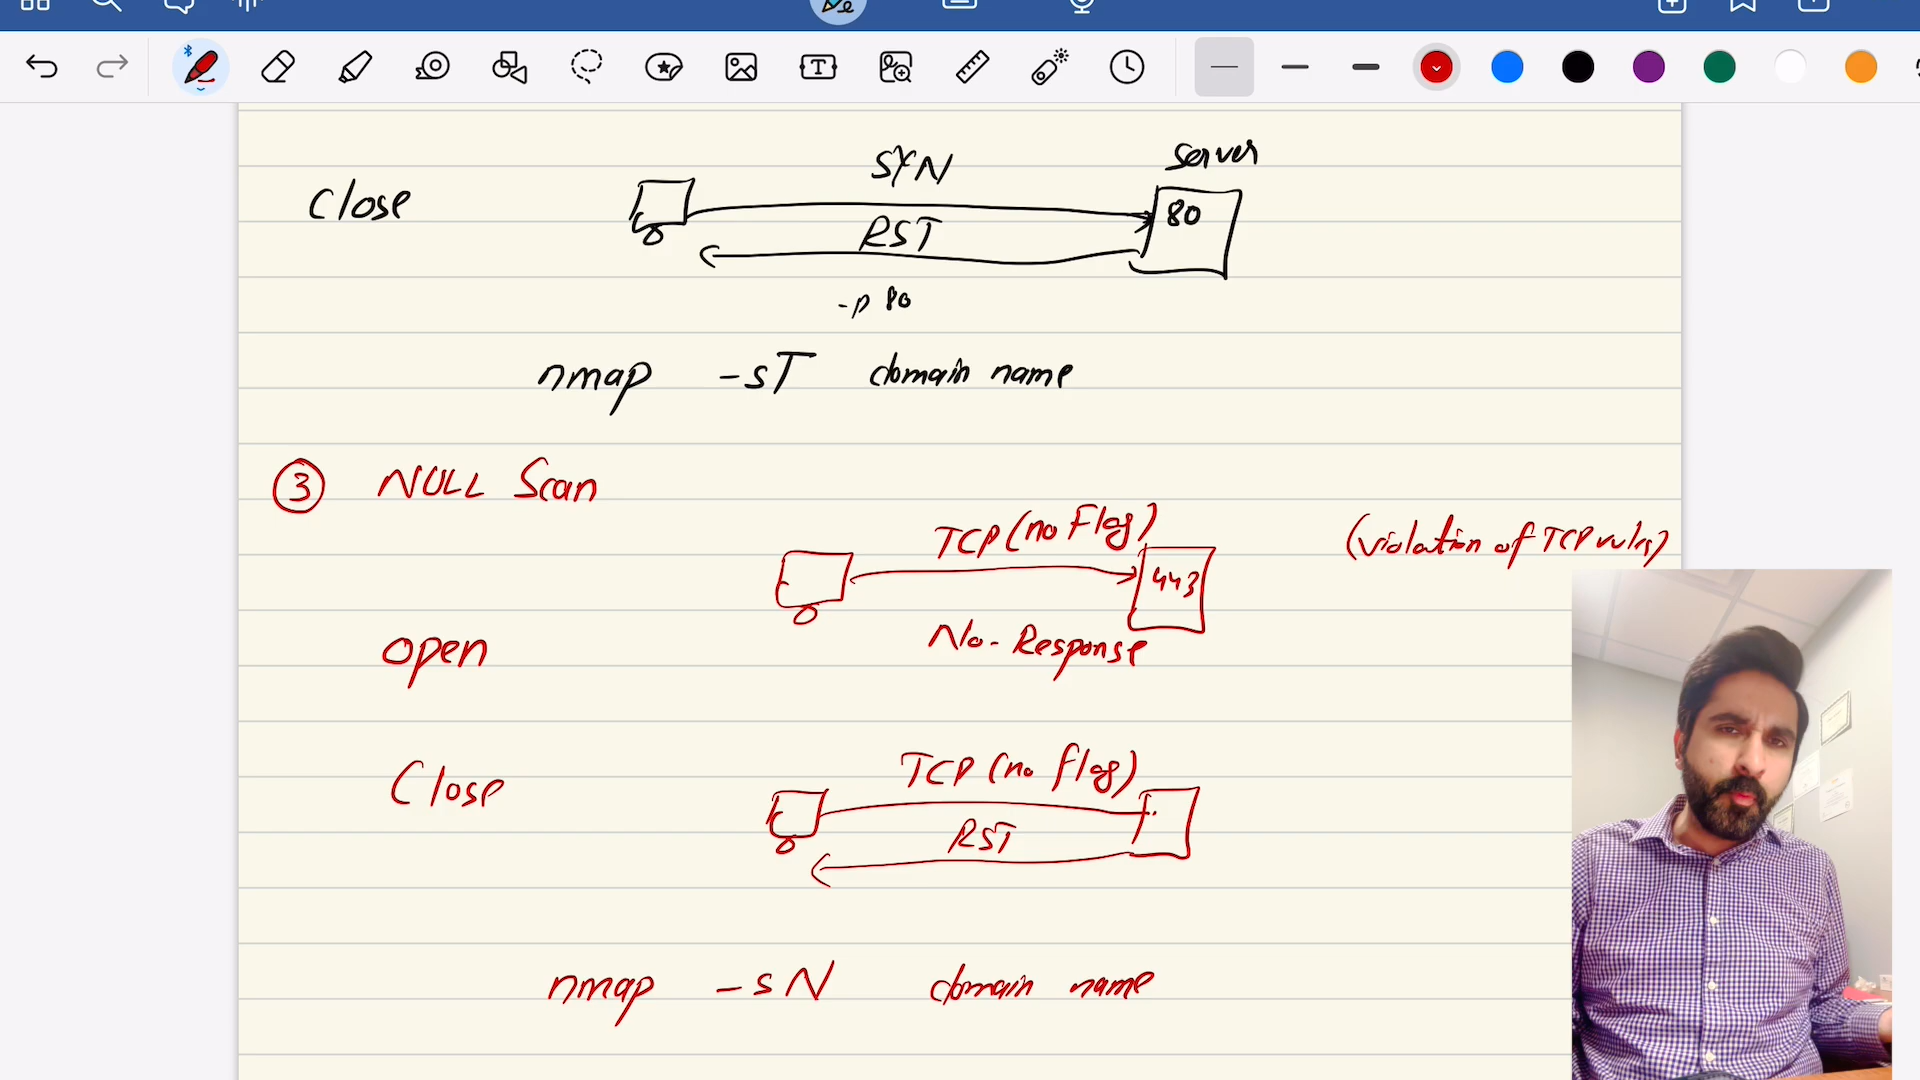 SYN
Server
Close
80
RST
-p 80
nmap -sT domain name
3 NULL Scan
TCP (no Flag)
(violation of TCP rules)
443
No-Response
open
TCP (no flag)
Close
RST
nmap -sN domain name